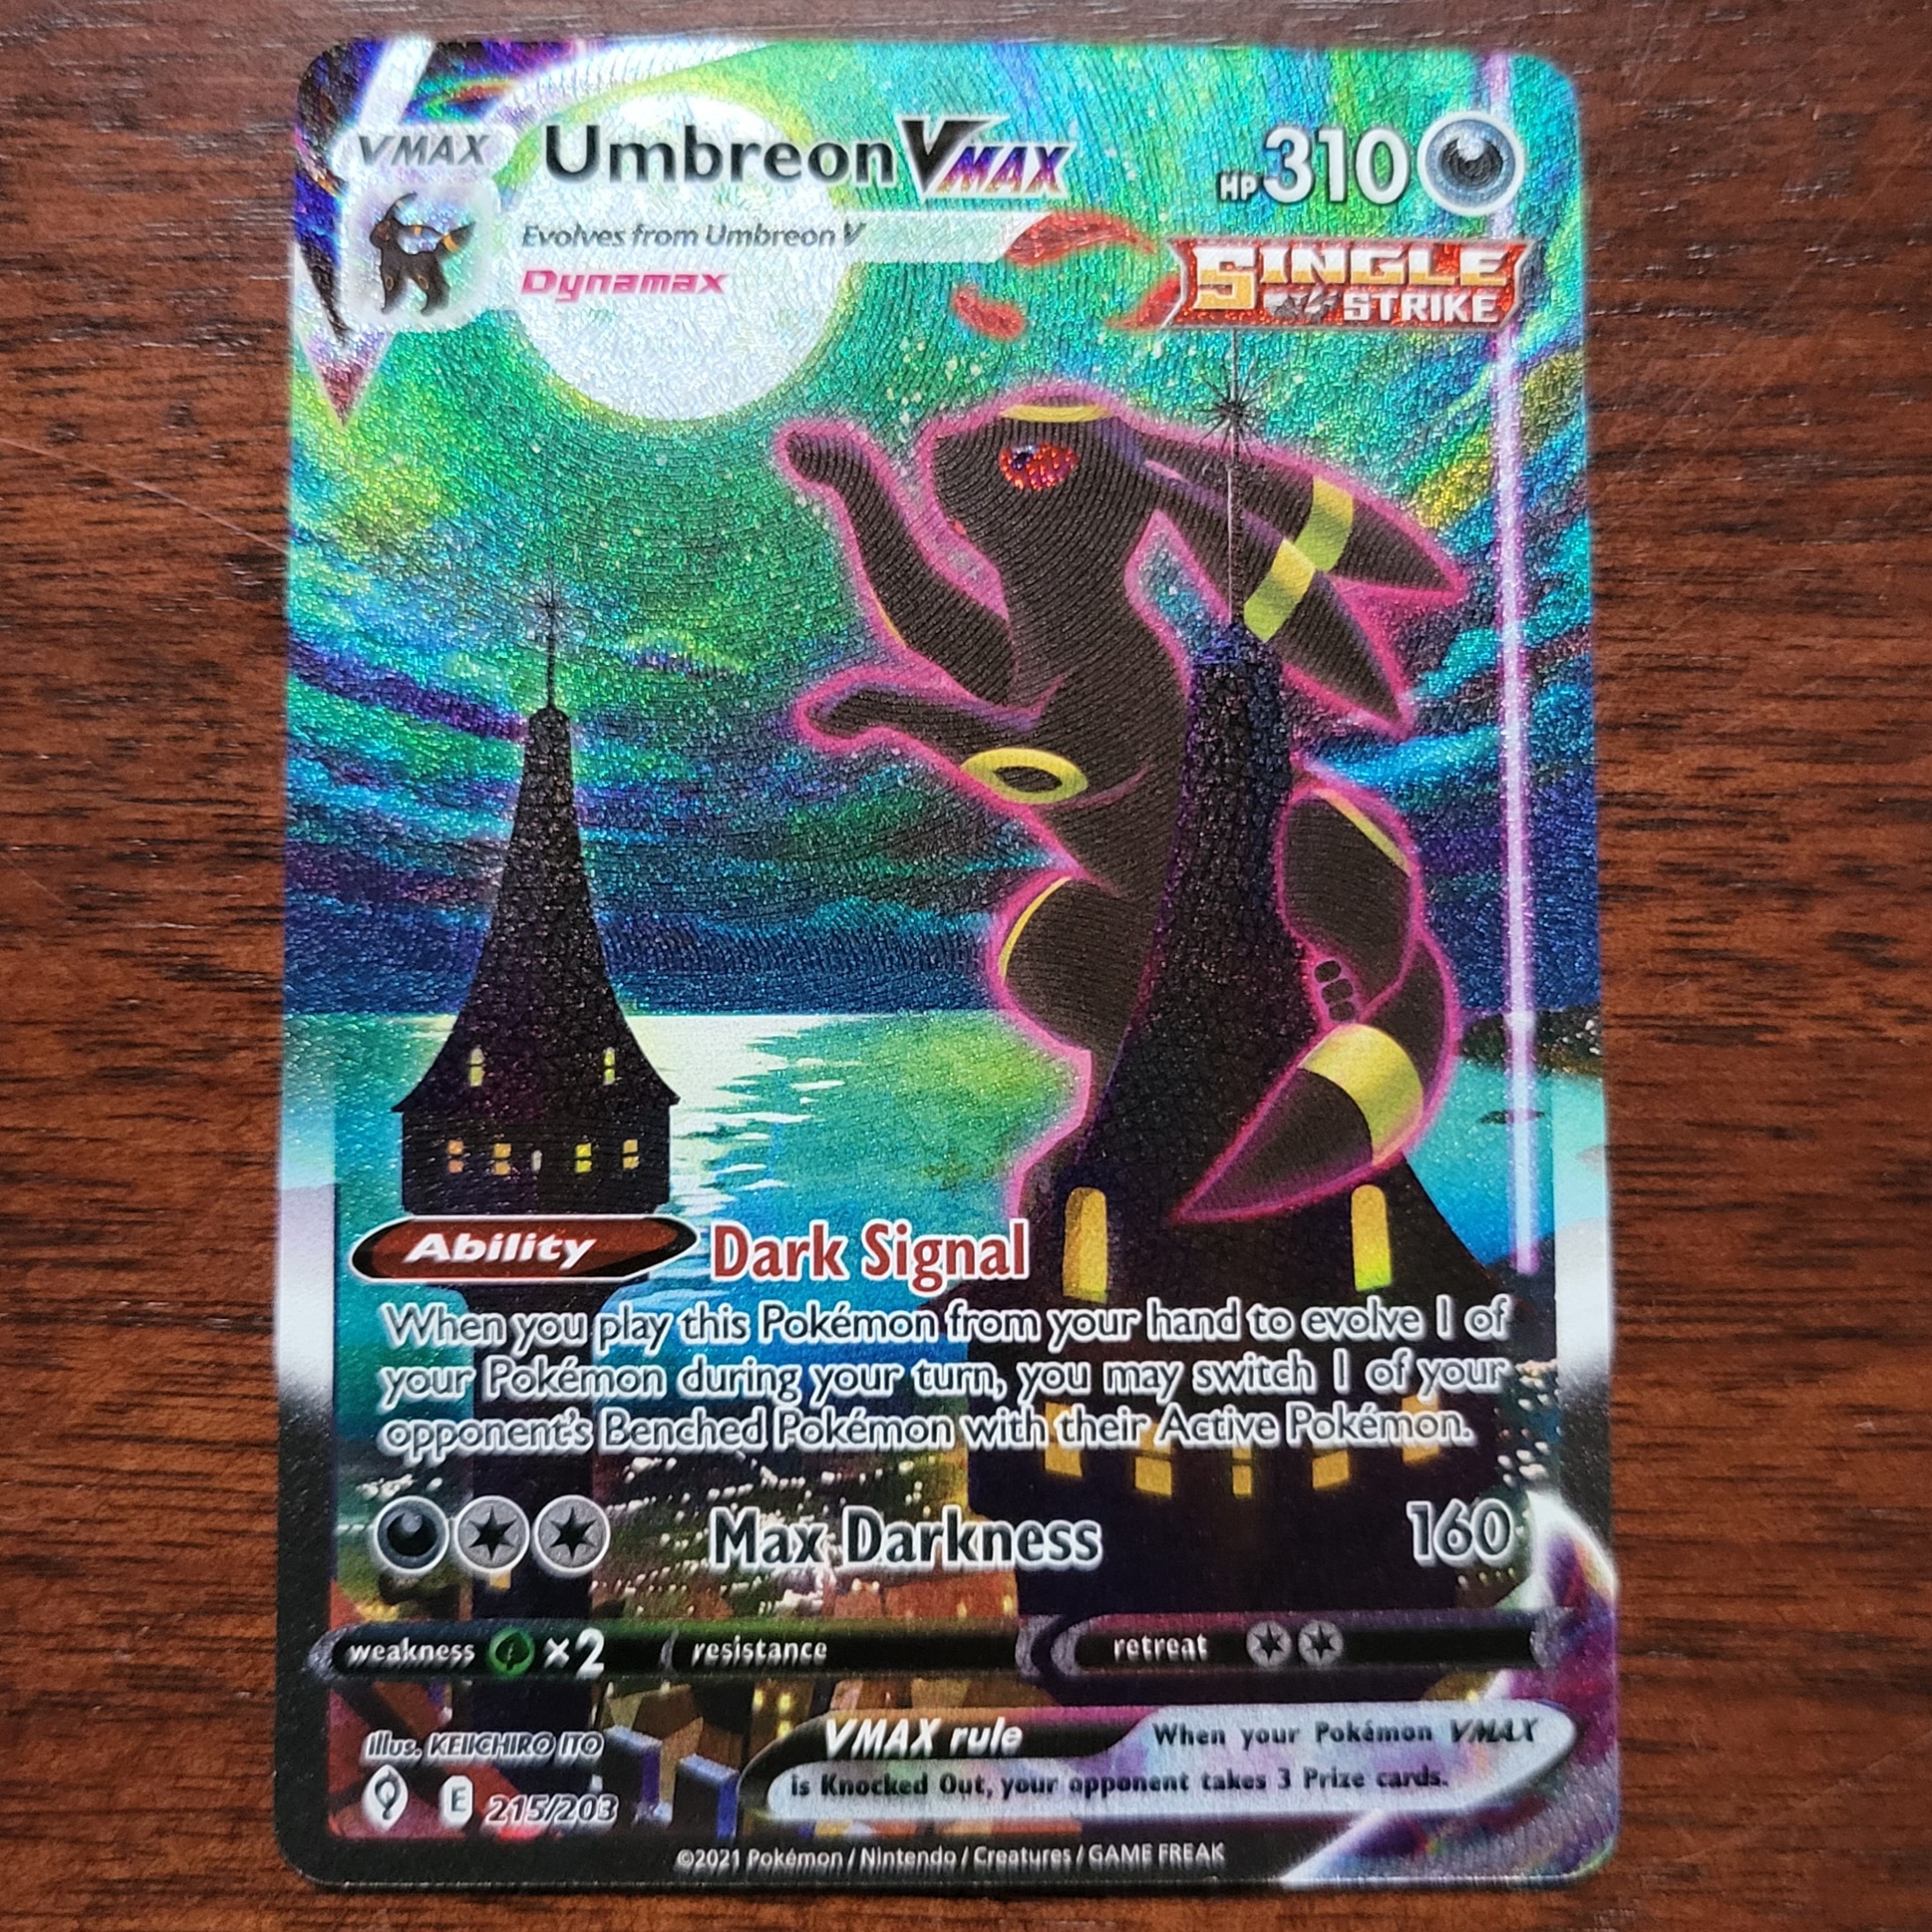 VMAX
Umbreon VMAX
HP 310
Evolves from Umbreon V
Dynamax
SINGLE
STRIKE
Ability Dark Signal
When you play this Pokémon from your hand to evolve 1 of
your Pokémon during your turn, you may switch 1 of your
opponent's Benched Pokémon with their Active Pokémon.
Max Darkness 160
weakness ×2 resistance retreat
Illus. KEIICHIRO ITO
E 215/203
VMAX rule When your Pokémon VMAX
is Knocked Out, your opponent takes 3 Prize cards.
©2021 Pokémon / Nintendo / Creatures / GAME FREAK